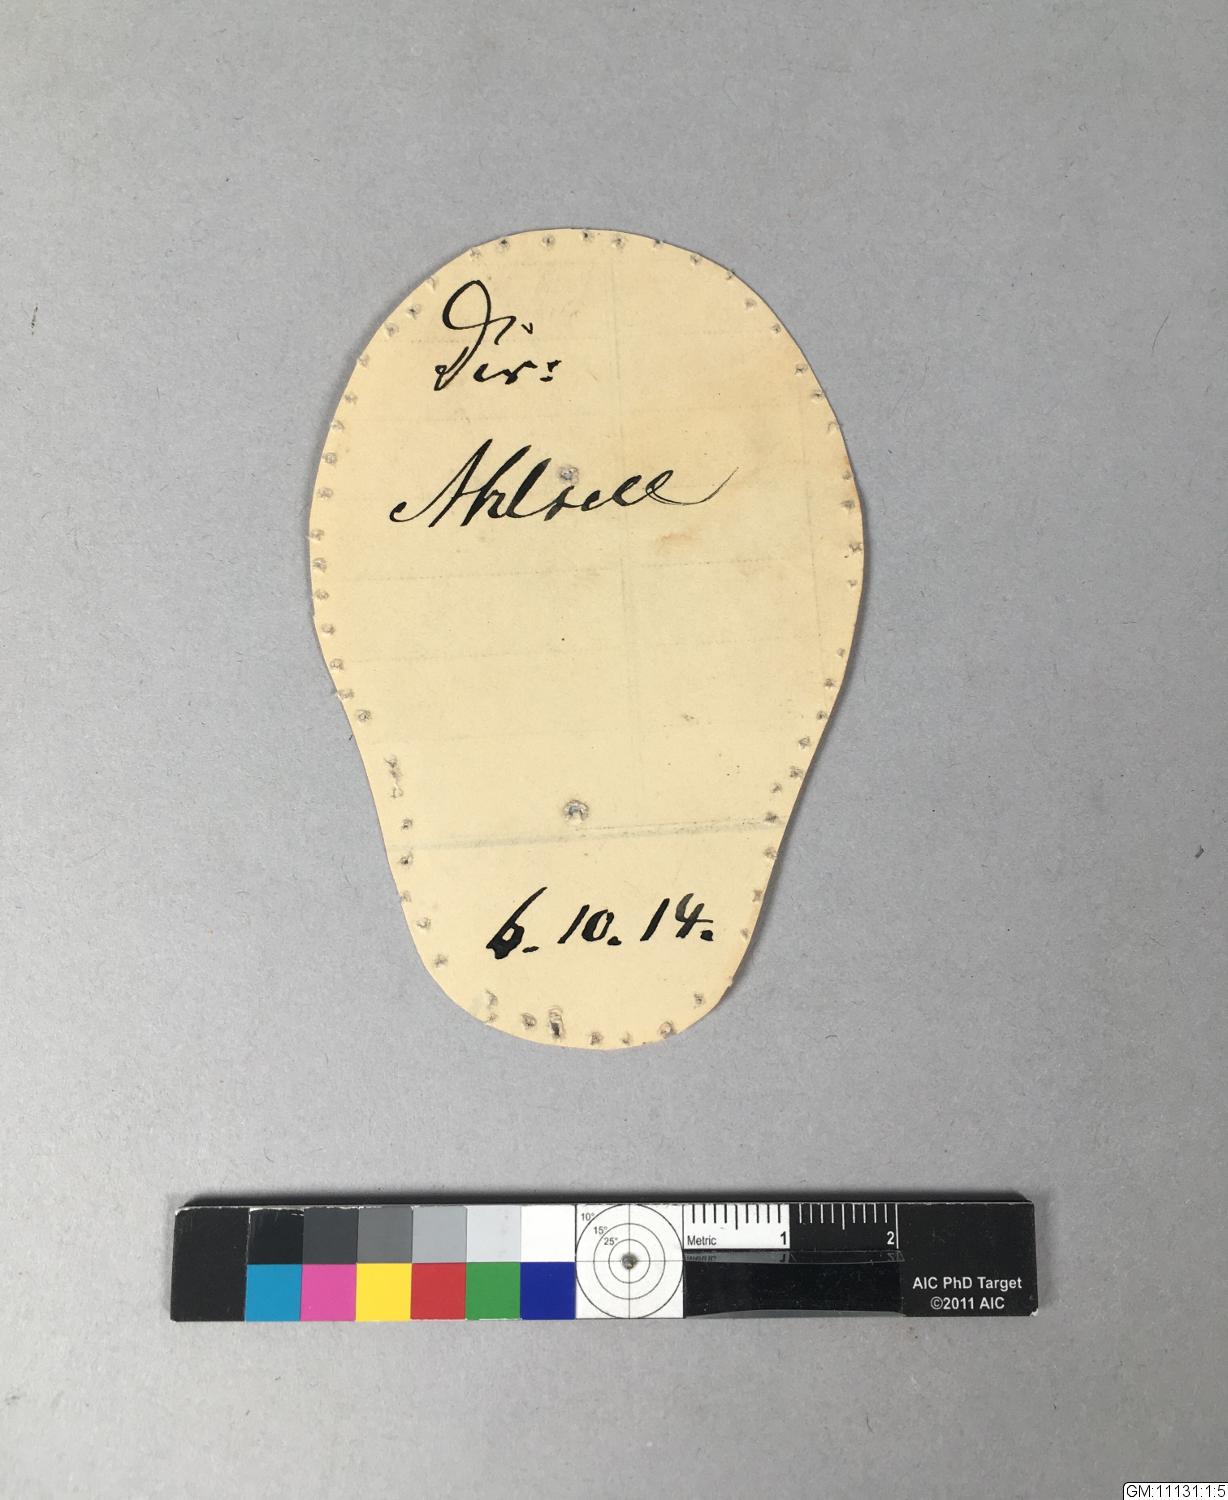 Dir:
Ahlsell
6.10.14.
10°
15°
25°
Metric 1 2
AIC PhD Target
©2011 AIC
GM:11131:1:5